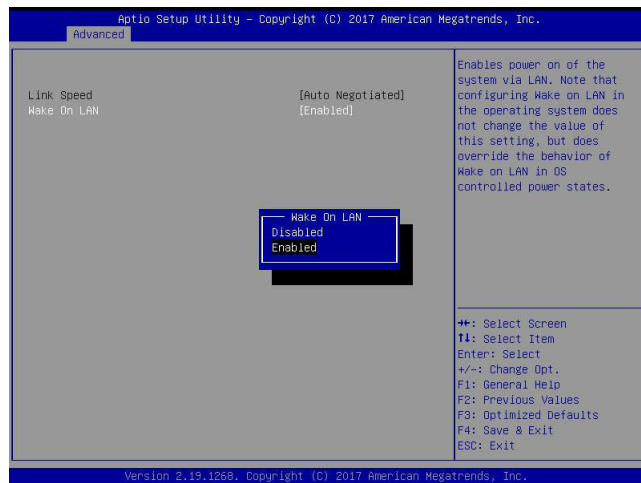 Aptio Setup Utility – Copyright (C) 2017 American Megatrends, Inc.
Advanced
Link Speed [Auto Negotiated]
Wake On LAN [Enabled]
Wake On LAN
Disabled
Enabled
Enables power on of the
system via LAN. Note that
configuring Wake on LAN in
the operating system does
not change the value of
this setting, but does
override the behavior of
Wake on LAN in OS
controlled power states.
→←: Select Screen
↑↓: Select Item
Enter: Select
+/-: Change Opt.
F1: General Help
F2: Previous Values
F3: Optimized Defaults
F4: Save & Exit
ESC: Exit
Version 2.19.1268. Copyright (C) 2017 American Megatrends, Inc.